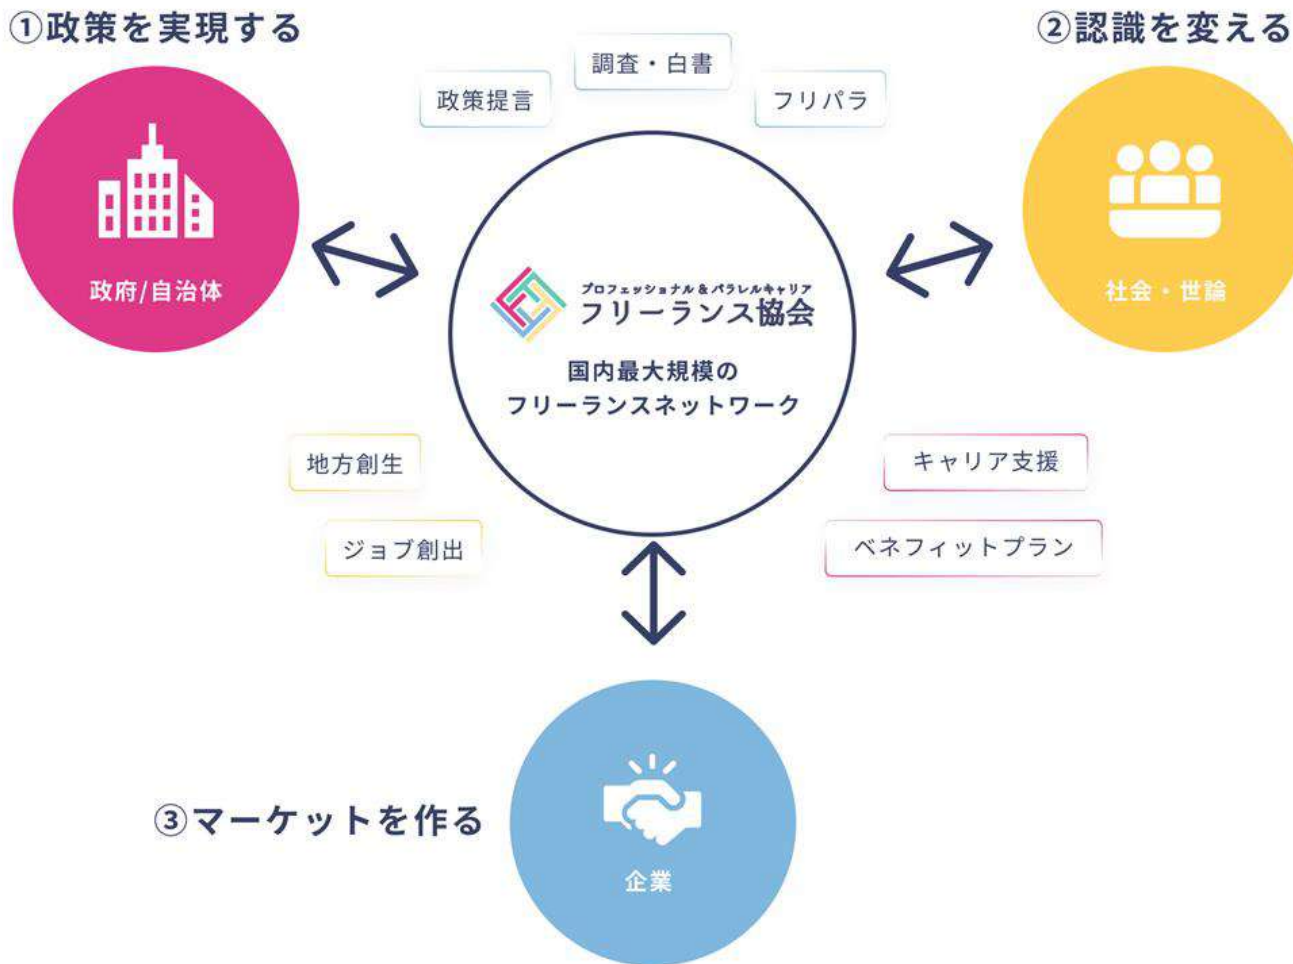 ①政策を実現する
②認識を変える
調査・白書
政策提言
フリパラ
政府/自治体
社会・世論
プロフェッショナル&パラレルキャリア
フリーランス協会
国内最大規模の
フリーランスネットワーク
地方創生
キャリア支援
ジョブ創出
ベネフィットプラン
③マーケットを作る
企業